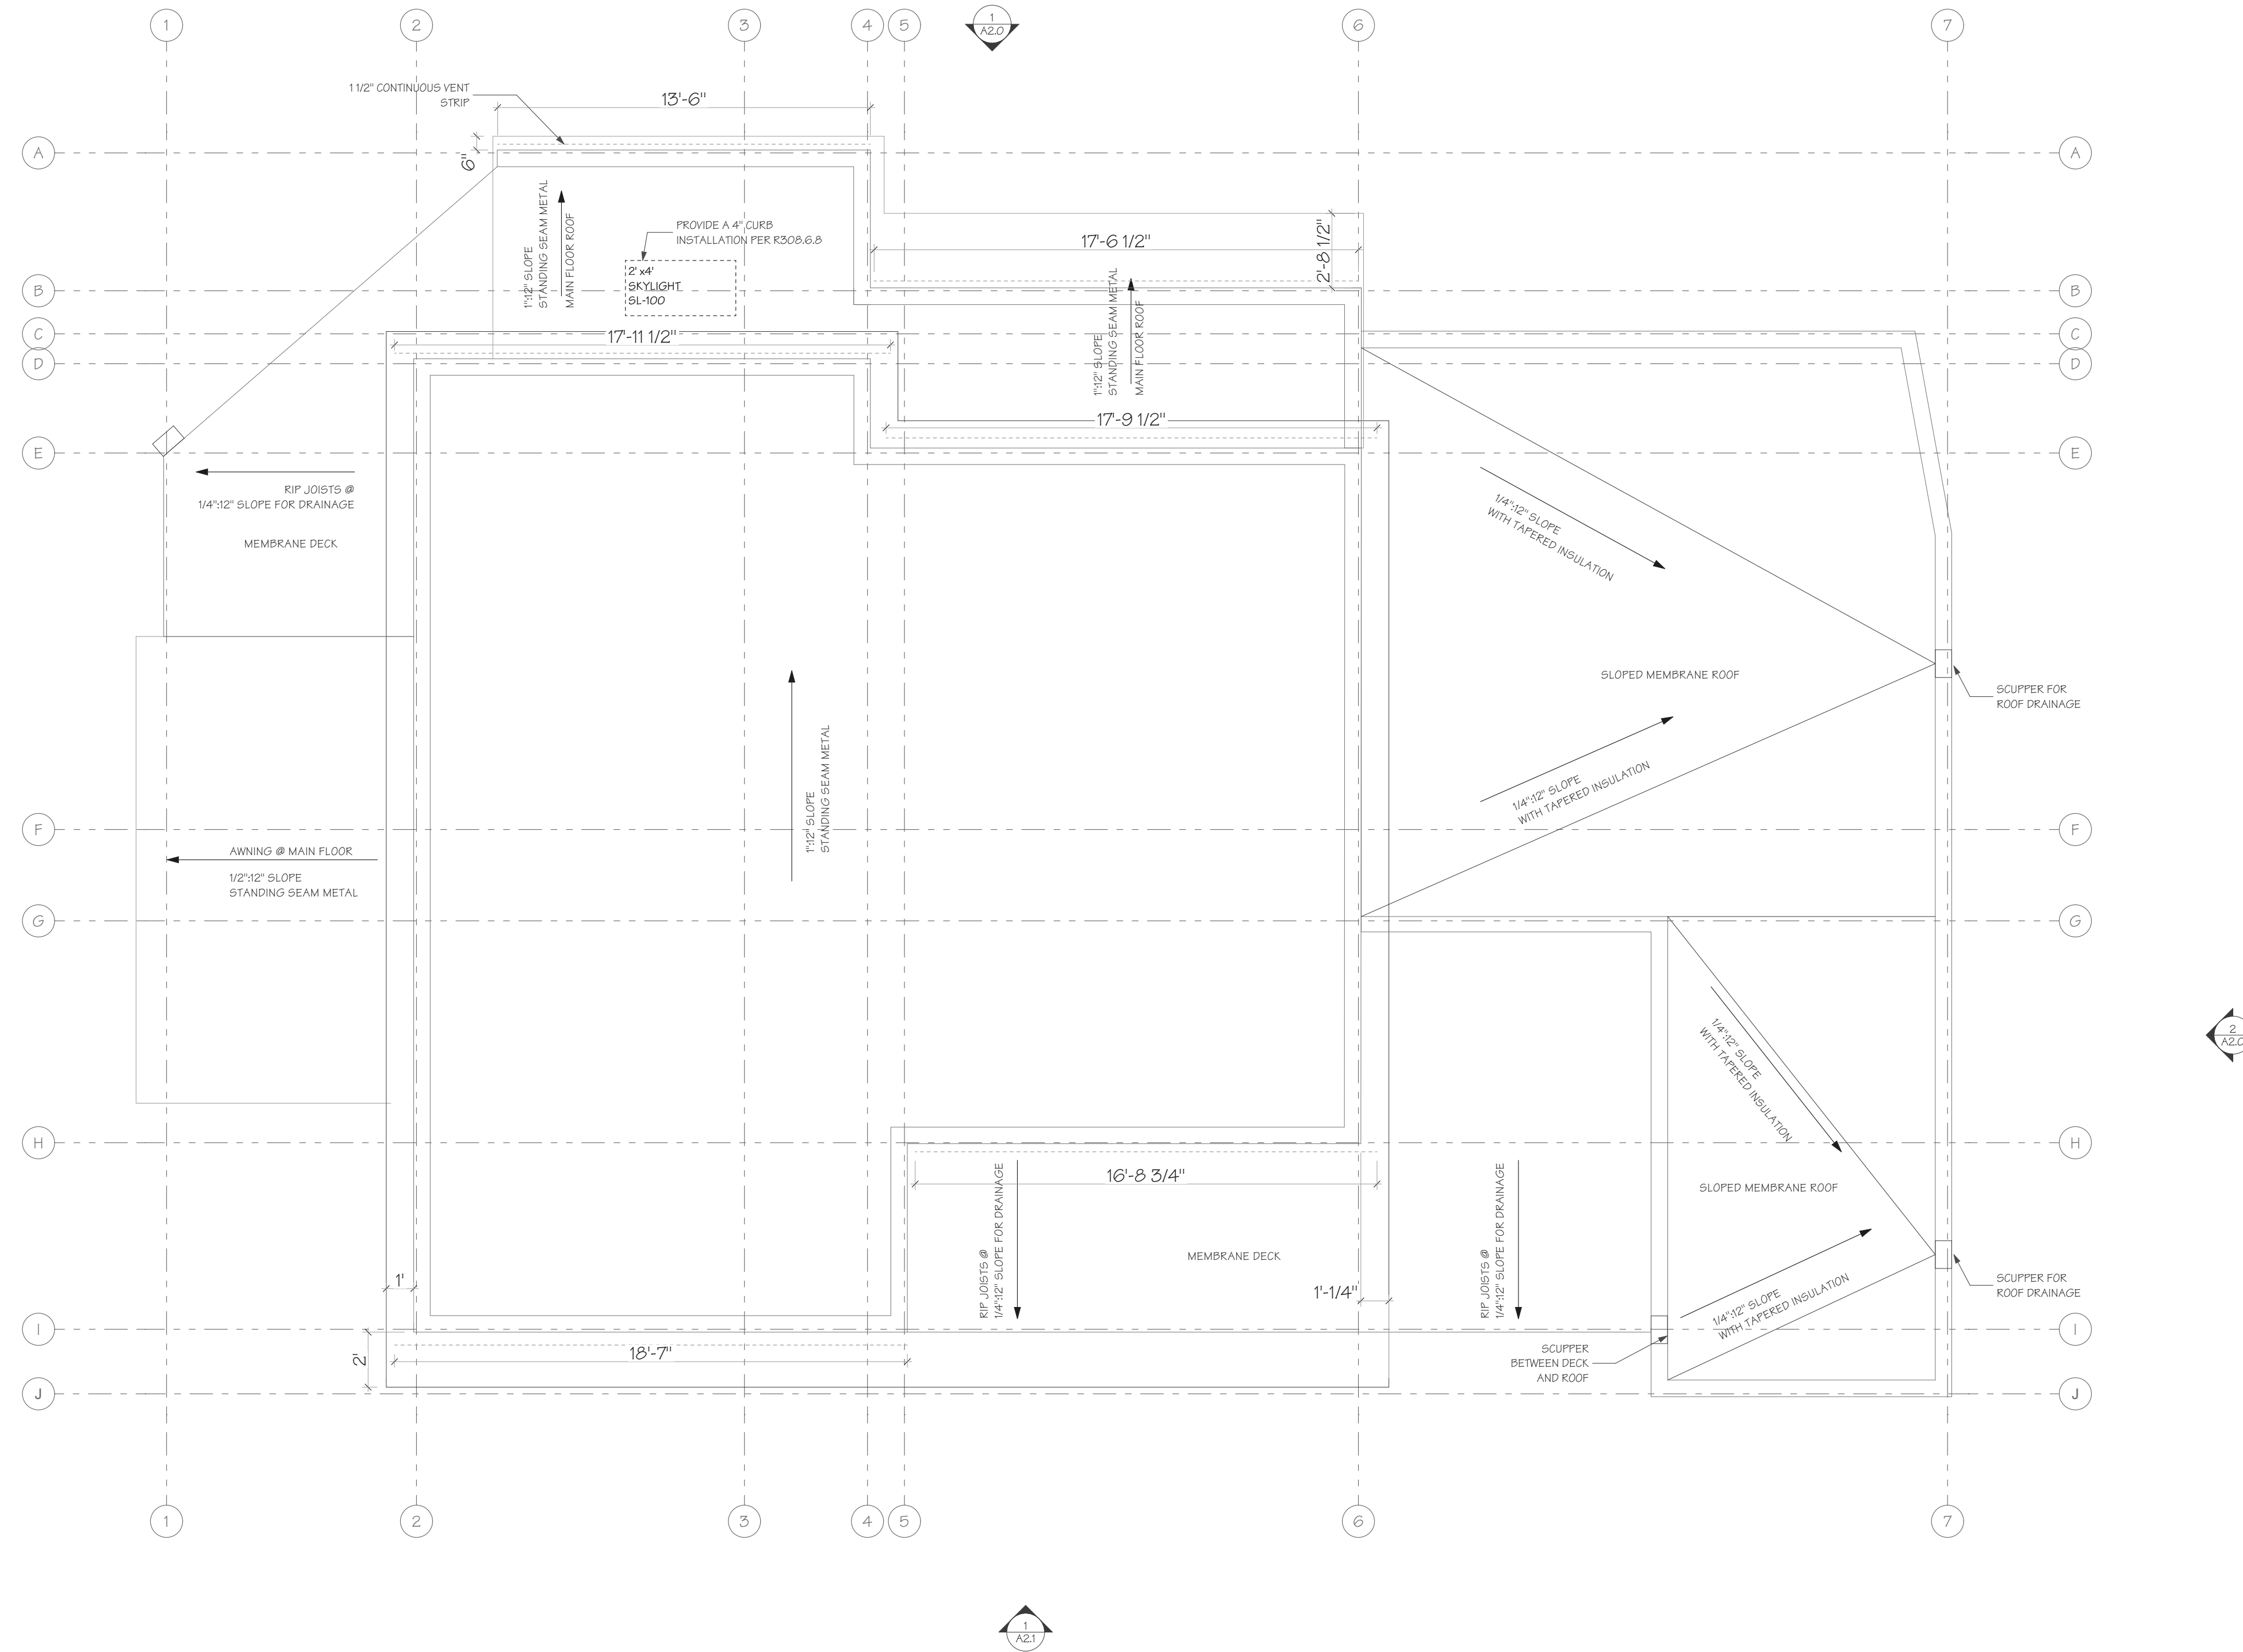 1 2 3 4 5 6 7
1
A2.0
1 1/2" CONTINUOUS VENT
STRIP
13'-6"
A A
6"
1":12" SLOPE
STANDING SEAM METAL
MAIN FLOOR ROOF
PROVIDE A 4" CURB
INSTALLATION PER R308.6.8
2' x4'
SKYLIGHT
SL-100
17'-6 1/2"
2'-8 1/2"
B B
1":12" SLOPE
STANDING SEAM METAL
MAIN FLOOR ROOF
C C
17'-11 1/2"
D D
17'-9 1/2"
E E
RIP JOISTS @
1/4":12" SLOPE FOR DRAINAGE
MEMBRANE DECK
1/4":12" SLOPE
WITH TAPERED INSULATION
SLOPED MEMBRANE ROOF
SCUPPER FOR
ROOF DRAINAGE
1":12" SLOPE
STANDING SEAM METAL
1/4":12" SLOPE
WITH TAPERED INSULATION
F F
AWNING @ MAIN FLOOR
1/2":12" SLOPE
STANDING SEAM METAL
G G
2
A2.0
1/4":12" SLOPE
WITH TAPERED INSULATION
H H
RIP JOISTS @
1/4":12" SLOPE FOR DRAINAGE
16'-8 3/4"
MEMBRANE DECK
RIP JOISTS @
1/4":12" SLOPE FOR DRAINAGE
SLOPED MEMBRANE ROOF
1'
1'-1/4"
1/4":12" SLOPE
WITH TAPERED INSULATION
SCUPPER FOR
ROOF DRAINAGE
I I
2'
18'-7"
SCUPPER
BETWEEN DECK
AND ROOF
J J
1 2 3 4 5 6 7
1
A2.1